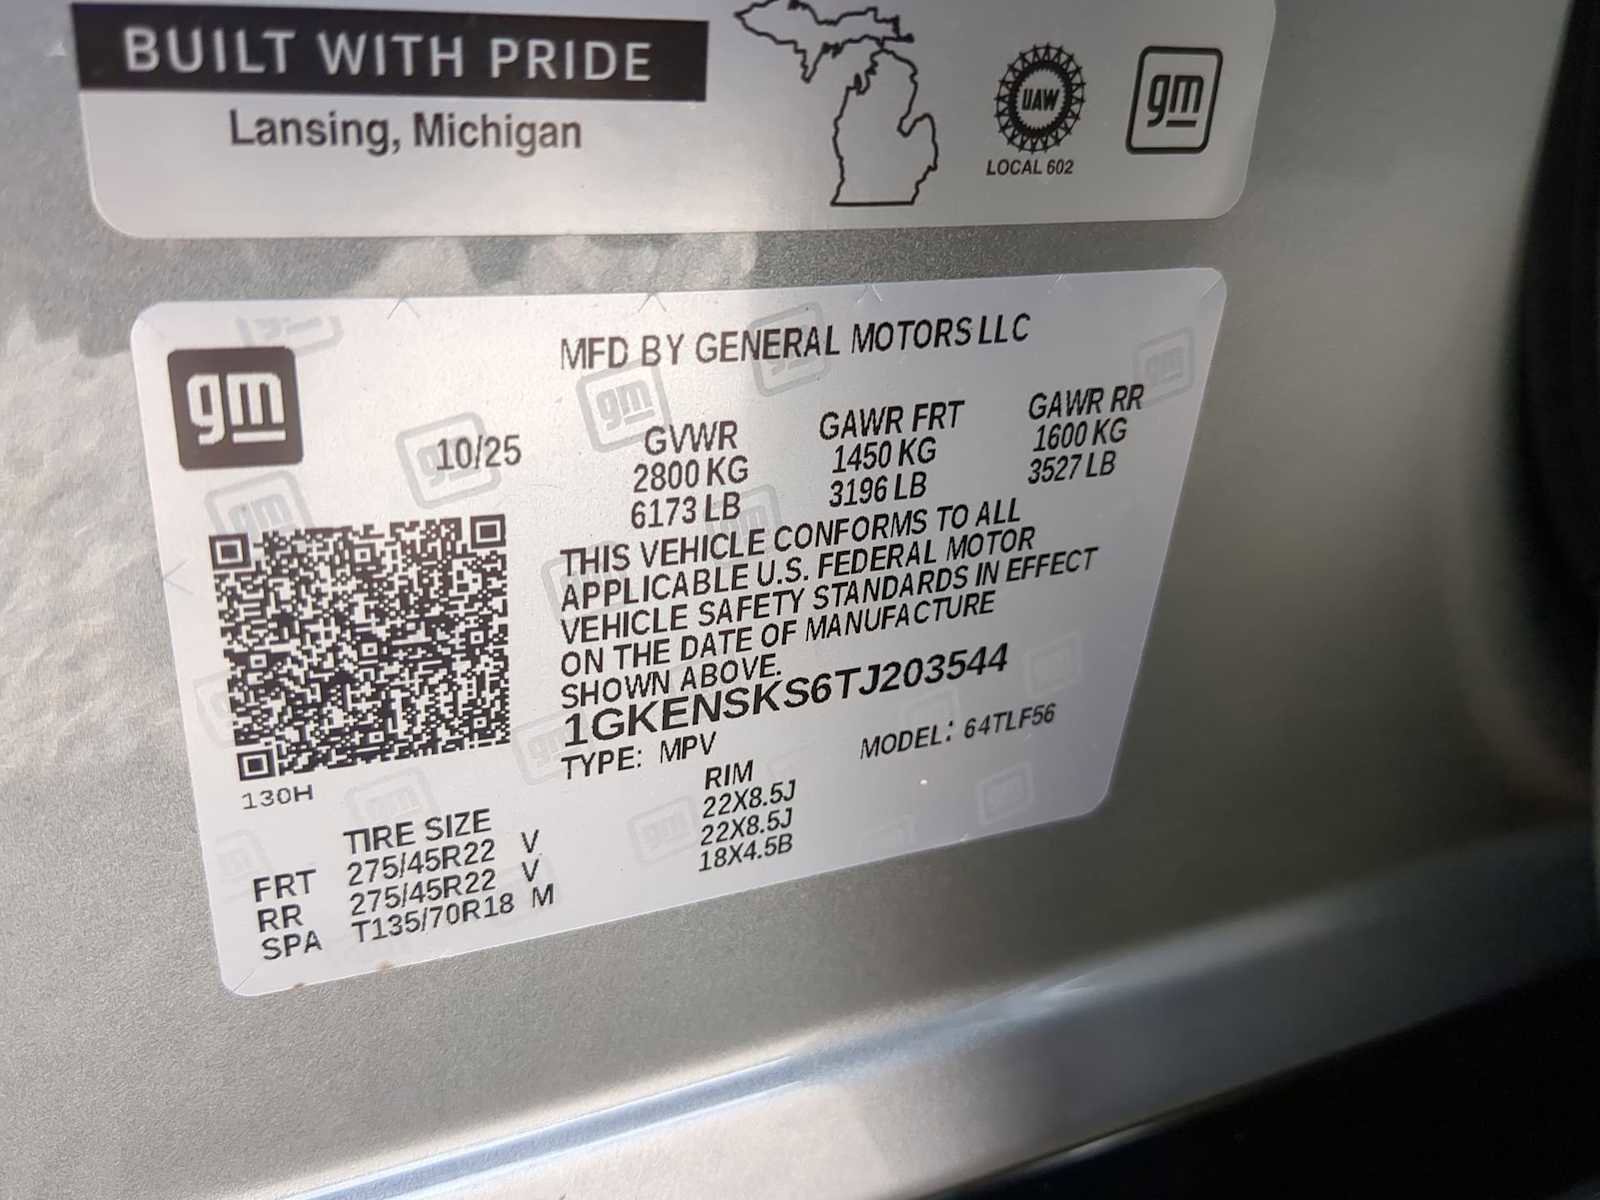 BUILT WITH PRIDE
Lansing, Michigan
UAW
LOCAL 602
gm
gm
MFD BY GENERAL MOTORS LLC
10/25
GVWR
2800 KG
6173 LB
GAWR FRT
1450 KG
3196 LB
GAWR RR
1600 KG
3527 LB
THIS VEHICLE CONFORMS TO ALL
APPLICABLE U.S. FEDERAL MOTOR
VEHICLE SAFETY STANDARDS IN EFFECT
ON THE DATE OF MANUFACTURE
SHOWN ABOVE.
1GKENSKS6TJ203544
TYPE: MPV MODEL: 64TLF56
130H
TIRE SIZE RIM
FRT 275/45R22 V 22X8.5J
RR 275/45R22 V 22X8.5J
SPA T135/70R18 M 18X4.5B